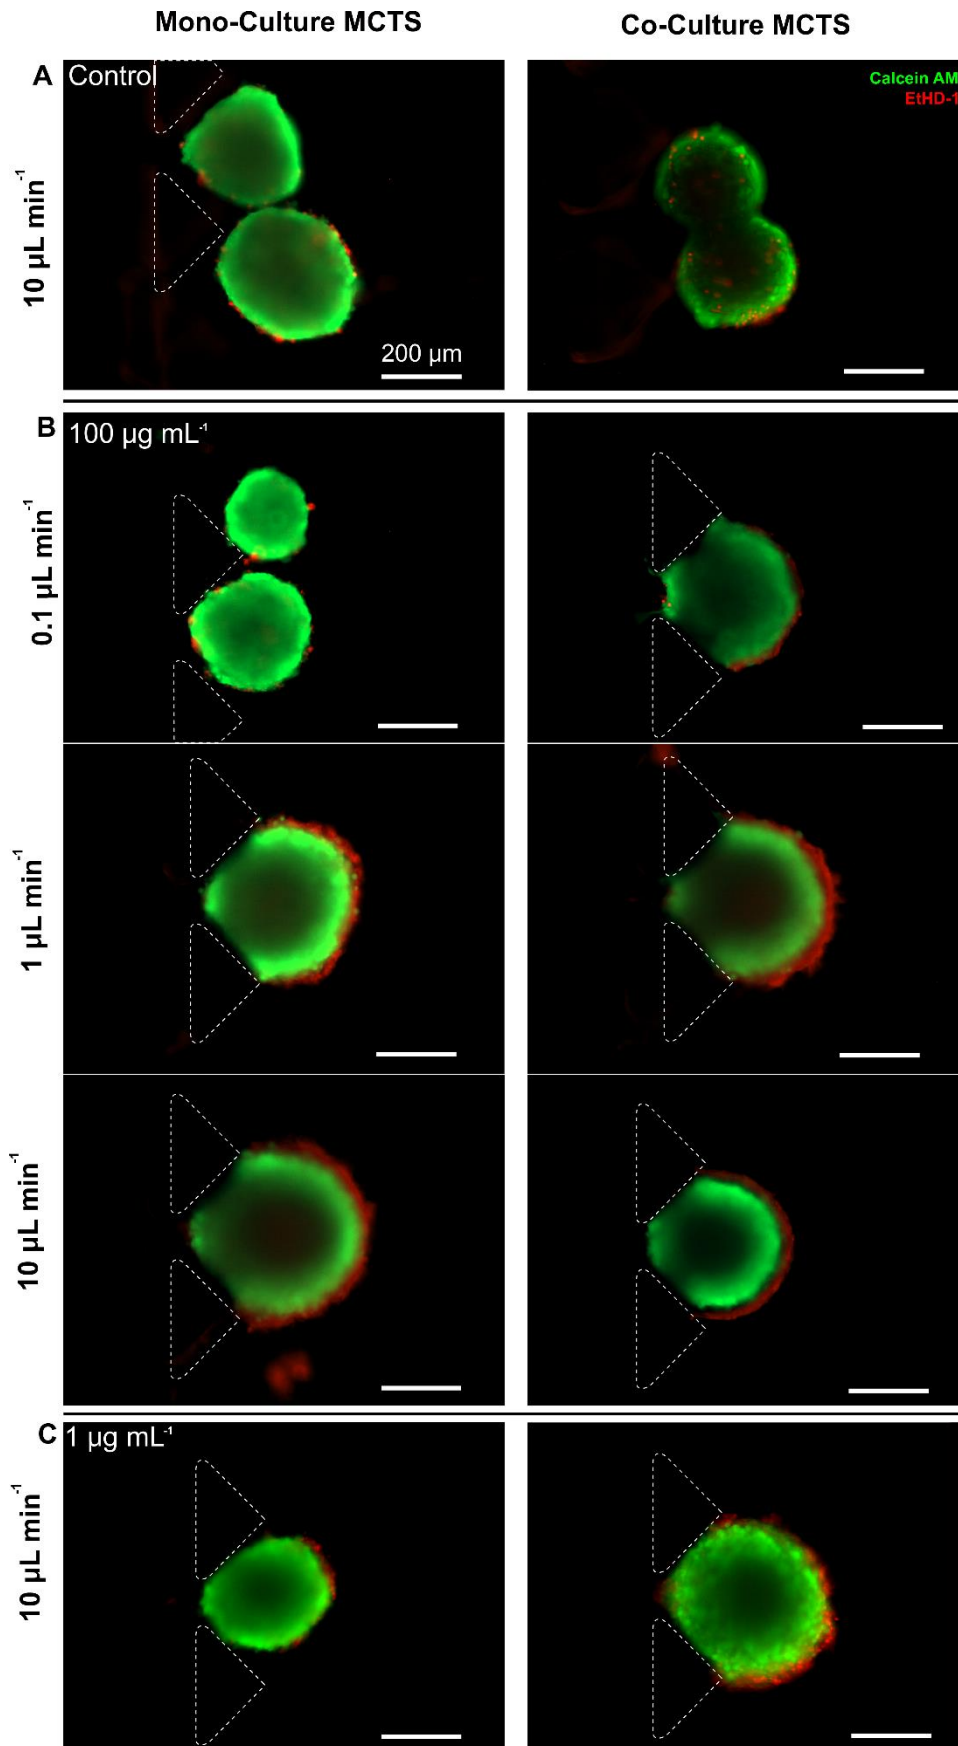 Mono-Culture MCTS
Co-Culture MCTS
A
Control
Calcein AM
EtHD-1
10 µL min⁻¹
200 µm
B
100 µg mL⁻¹
0.1 µL min⁻¹
1 µL min⁻¹
10 µL min⁻¹
C
1 µg mL⁻¹
10 µL min⁻¹